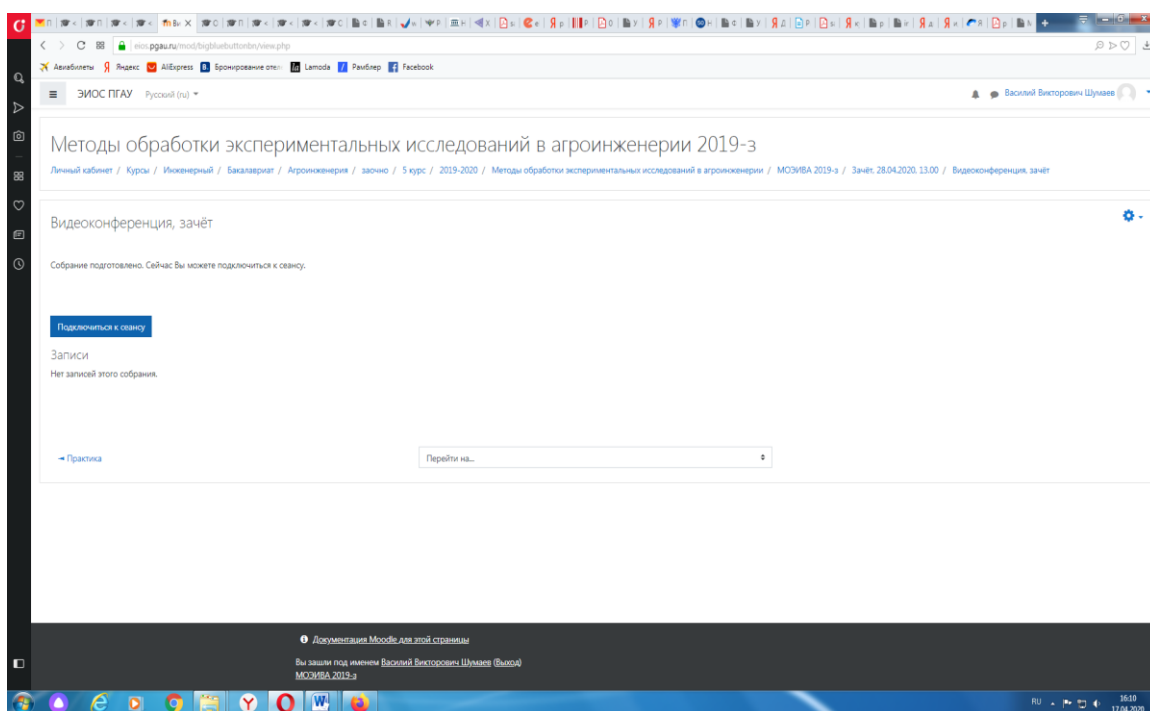 eios.pgau.ru/mod/bigbluebuttonbn/view.php
Авиабилеты Яндекс AliExpress Бронирование отел Lamoda Рамблер Facebook
ЭИОС ПГАУ Русский (ru) Василий Викторович Шумаев
Методы обработки экспериментальных исследований в агроинженерии 2019-з
Личный кабинет / Курсы / Инженерный / Бакалавриат / Агроинженерия / заочно / 5 курс / 2019-2020 / Методы обработки экспериментальных исследований в агроинженерии / МОЭИВА 2019-з / Зачёт. 28.04.2020. 13.00 / Видеоконференция, зачёт
Видеоконференция, зачёт
Собрание подготовлено. Сейчас Вы можете подключиться к сеансу.
Подключиться к сеансу
Записи
Нет записей этого собрания.
◄ Практика Перейти на...
Документация Moodle для этой страницы
Вы зашли под именем Василий Викторович Шумаев (Выход)
МОЭИВА 2019-з
RU 16:10
17.04.2020